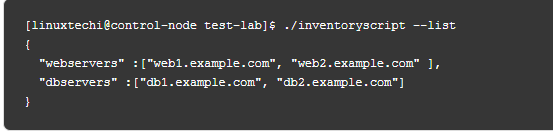 [linuxtechi@control-node test-lab]$ ./inventoryscript --list
{
  "webservers" :["web1.example.com", "web2.example.com" ],
  "dbservers" :["db1.example.com", "db2.example.com"]
}